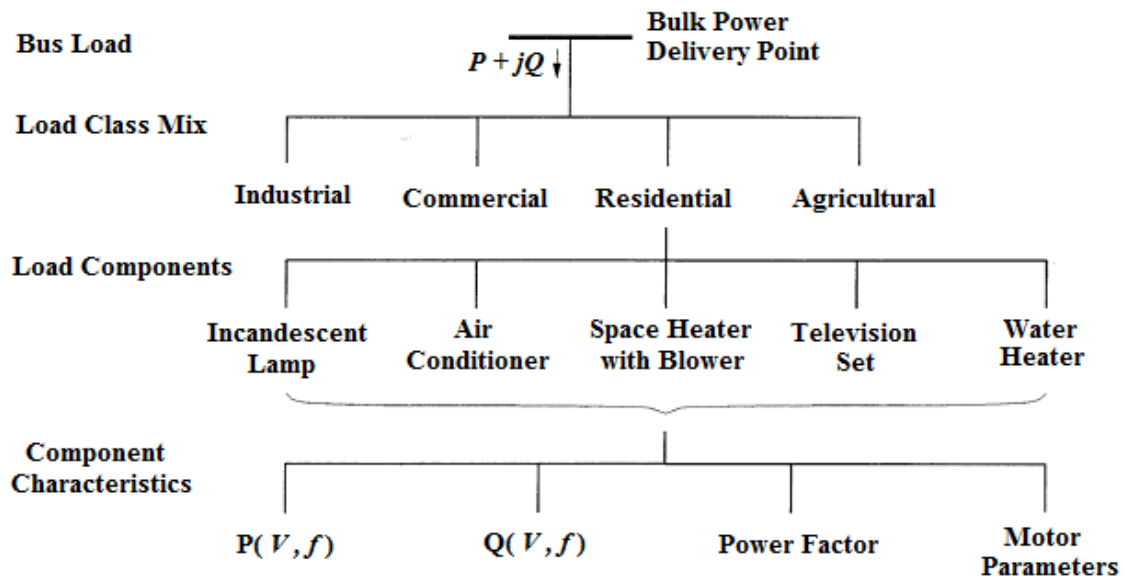 Bus Load
Bulk Power
Delivery Point
P + jQ
Load Class Mix
Industrial
Commercial
Residential
Agricultural
Load Components
Incandescent
Lamp
Air
Conditioner
Space Heater
with Blower
Television
Set
Water
Heater
Component
Characteristics
P( V, f )
Q( V, f )
Power Factor
Motor
Parameters